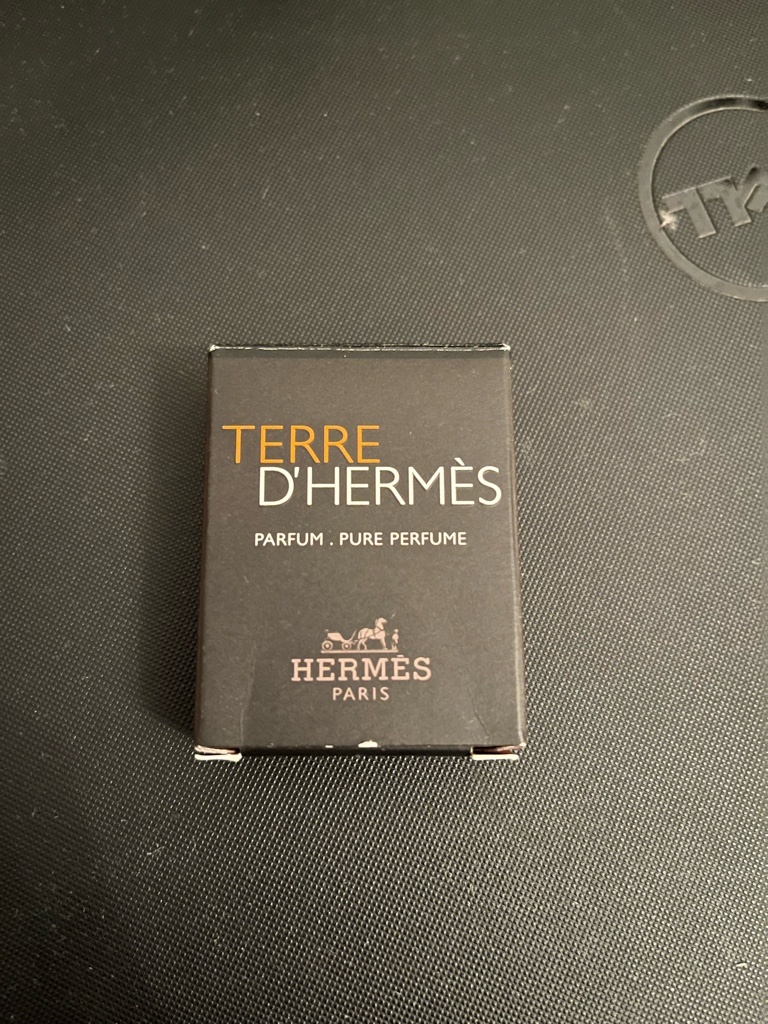 TERRE
D'HERMÈS
PARFUM . PURE PERFUME
HERMÈS
PARIS